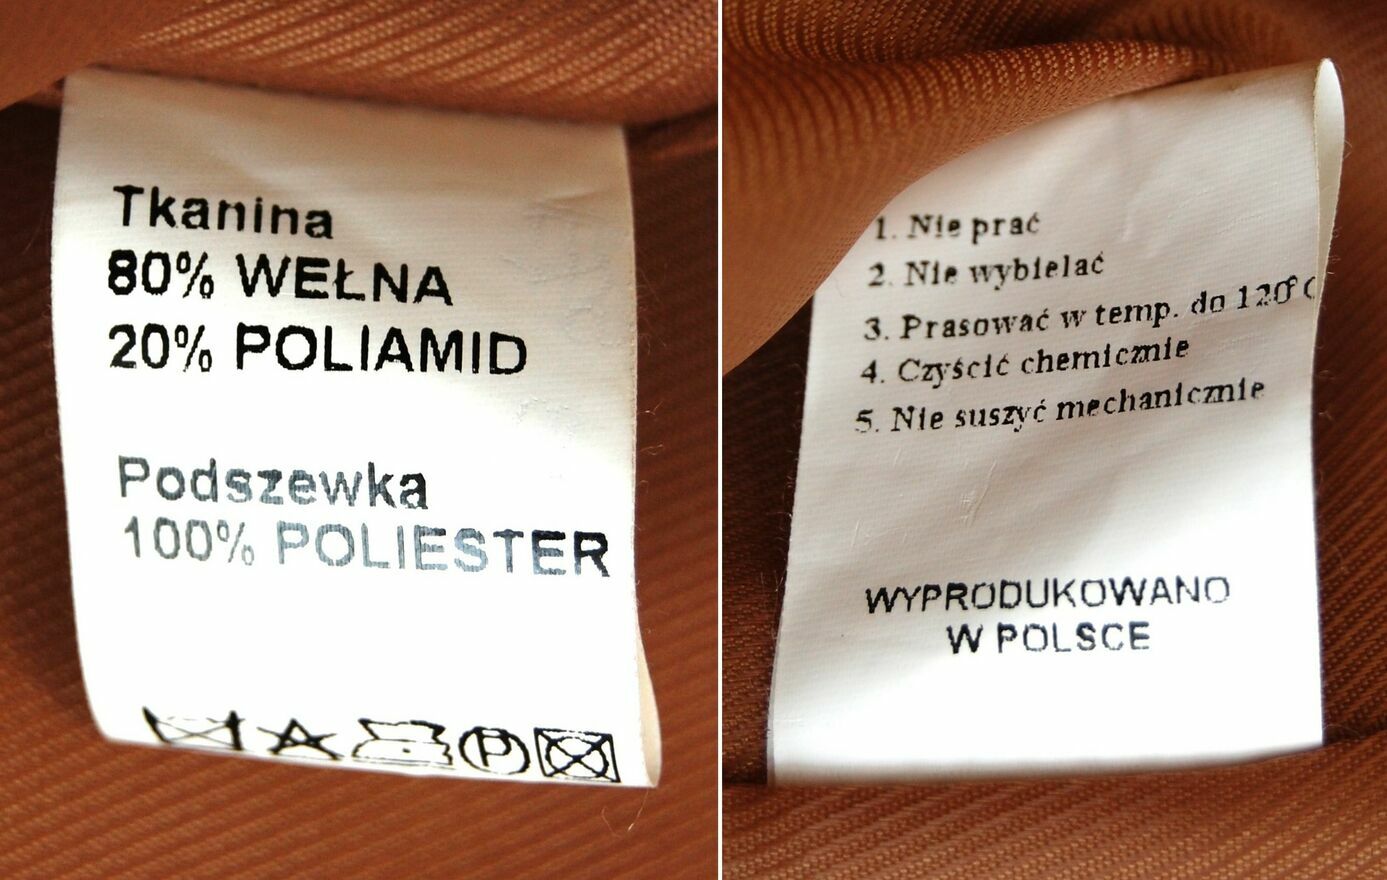 Tkanina
80% WEŁNA
20% POLIAMID
Podszewka
100% POLIESTER
P
1. Nie prać
2. Nie wybielać
3. Prasować w temp. do 120° C
4. Czyścić chemicznie
5. Nie suszyć mechanicznie
WYPRODUKOWANO
W POLSCE